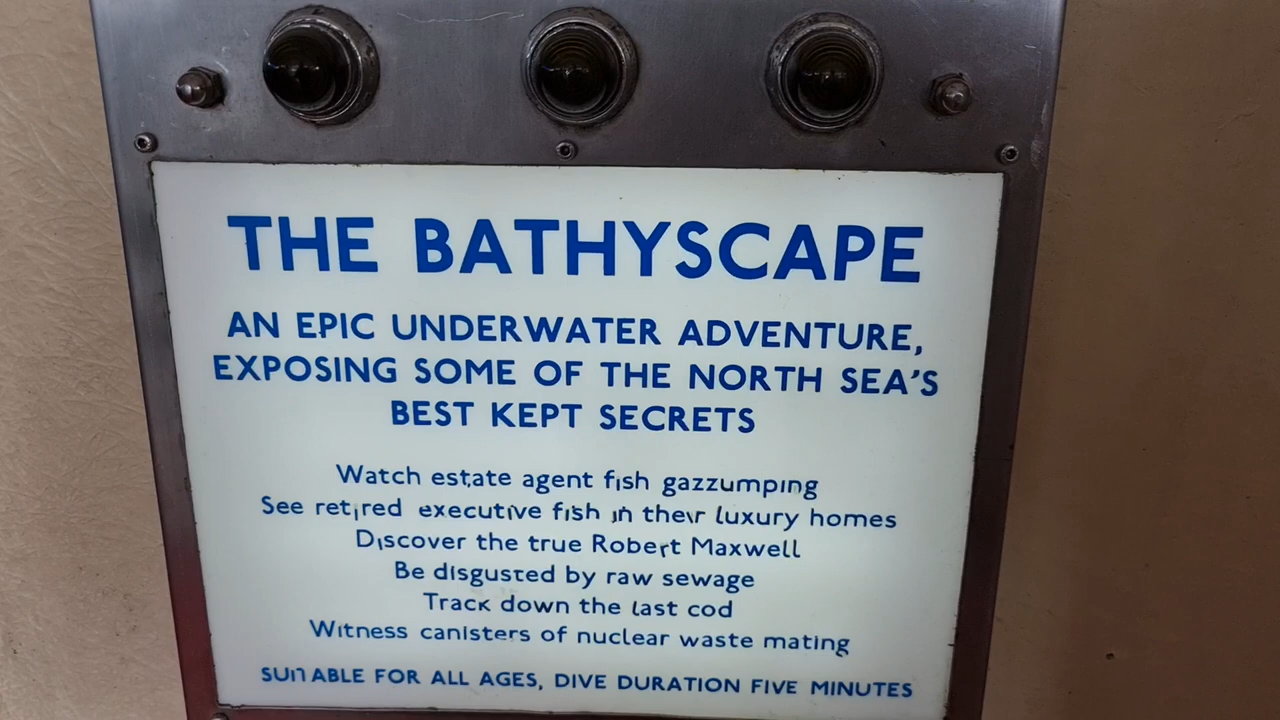 THE BATHYSCAPE
AN EPIC UNDERWATER ADVENTURE,
EXPOSING SOME OF THE NORTH SEA'S
BEST KEPT SECRETS
Watch estate agent fish gazzumping
See retired executive fish in their luxury homes
Discover the true Robert Maxwell
Be disgusted by raw sewage
Track down the last cod
Witness canisters of nuclear waste mating
SUITABLE FOR ALL AGES, DIVE DURATION FIVE MINUTES